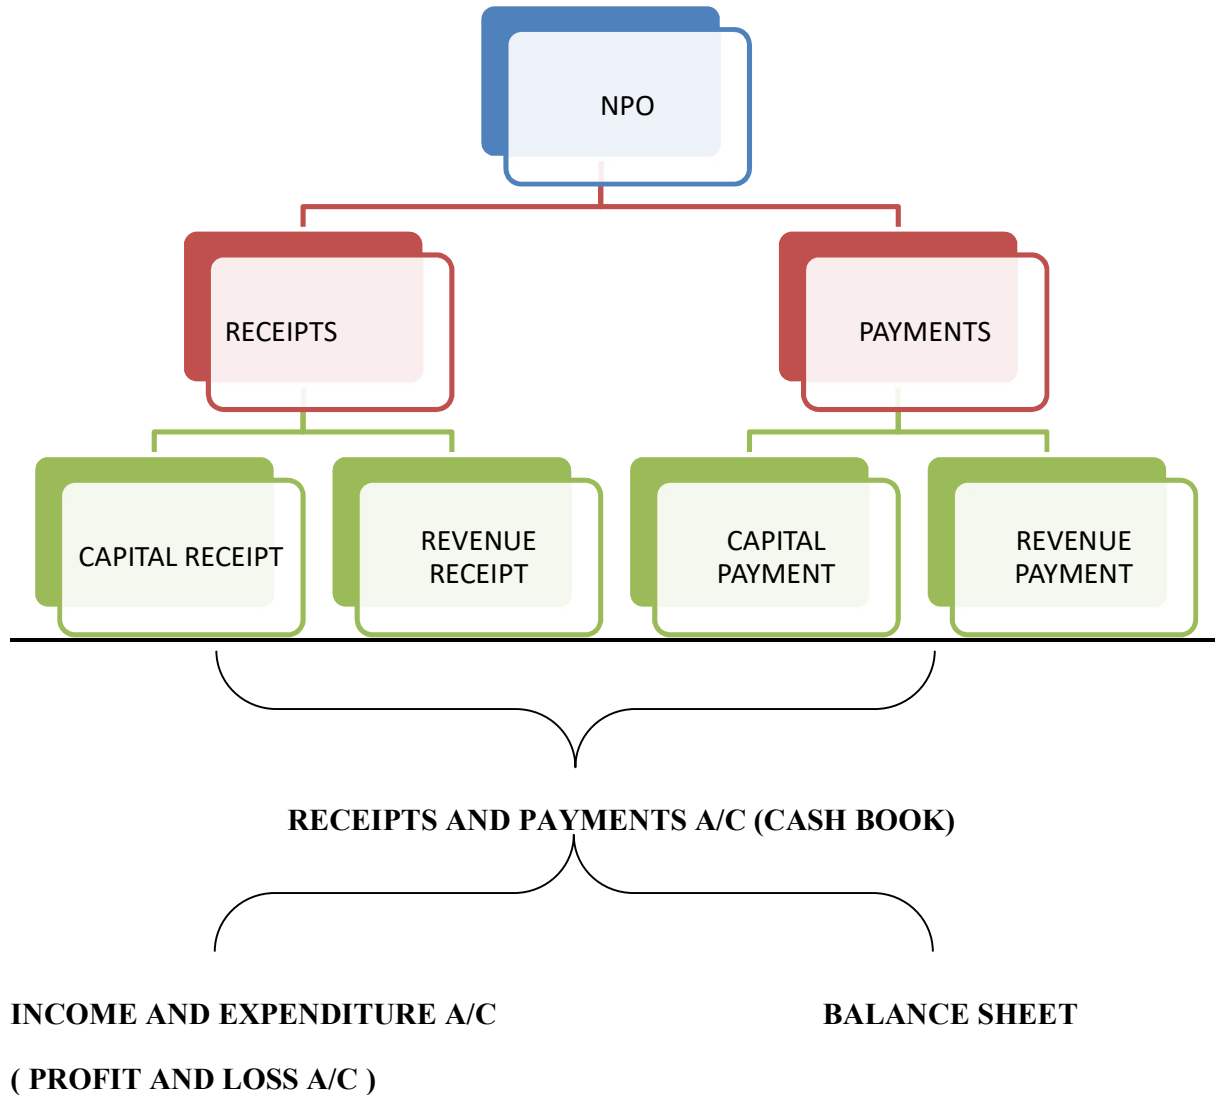 NPO
RECEIPTS
PAYMENTS
CAPITAL RECEIPT
REVENUE
RECEIPT
CAPITAL
PAYMENT
REVENUE
PAYMENT
RECEIPTS AND PAYMENTS A/C (CASH BOOK)
INCOME AND EXPENDITURE A/C
BALANCE SHEET
( PROFIT AND LOSS A/C )